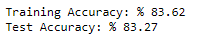 Training Accuracy: % 83.62
Test Accuracy: % 83.27